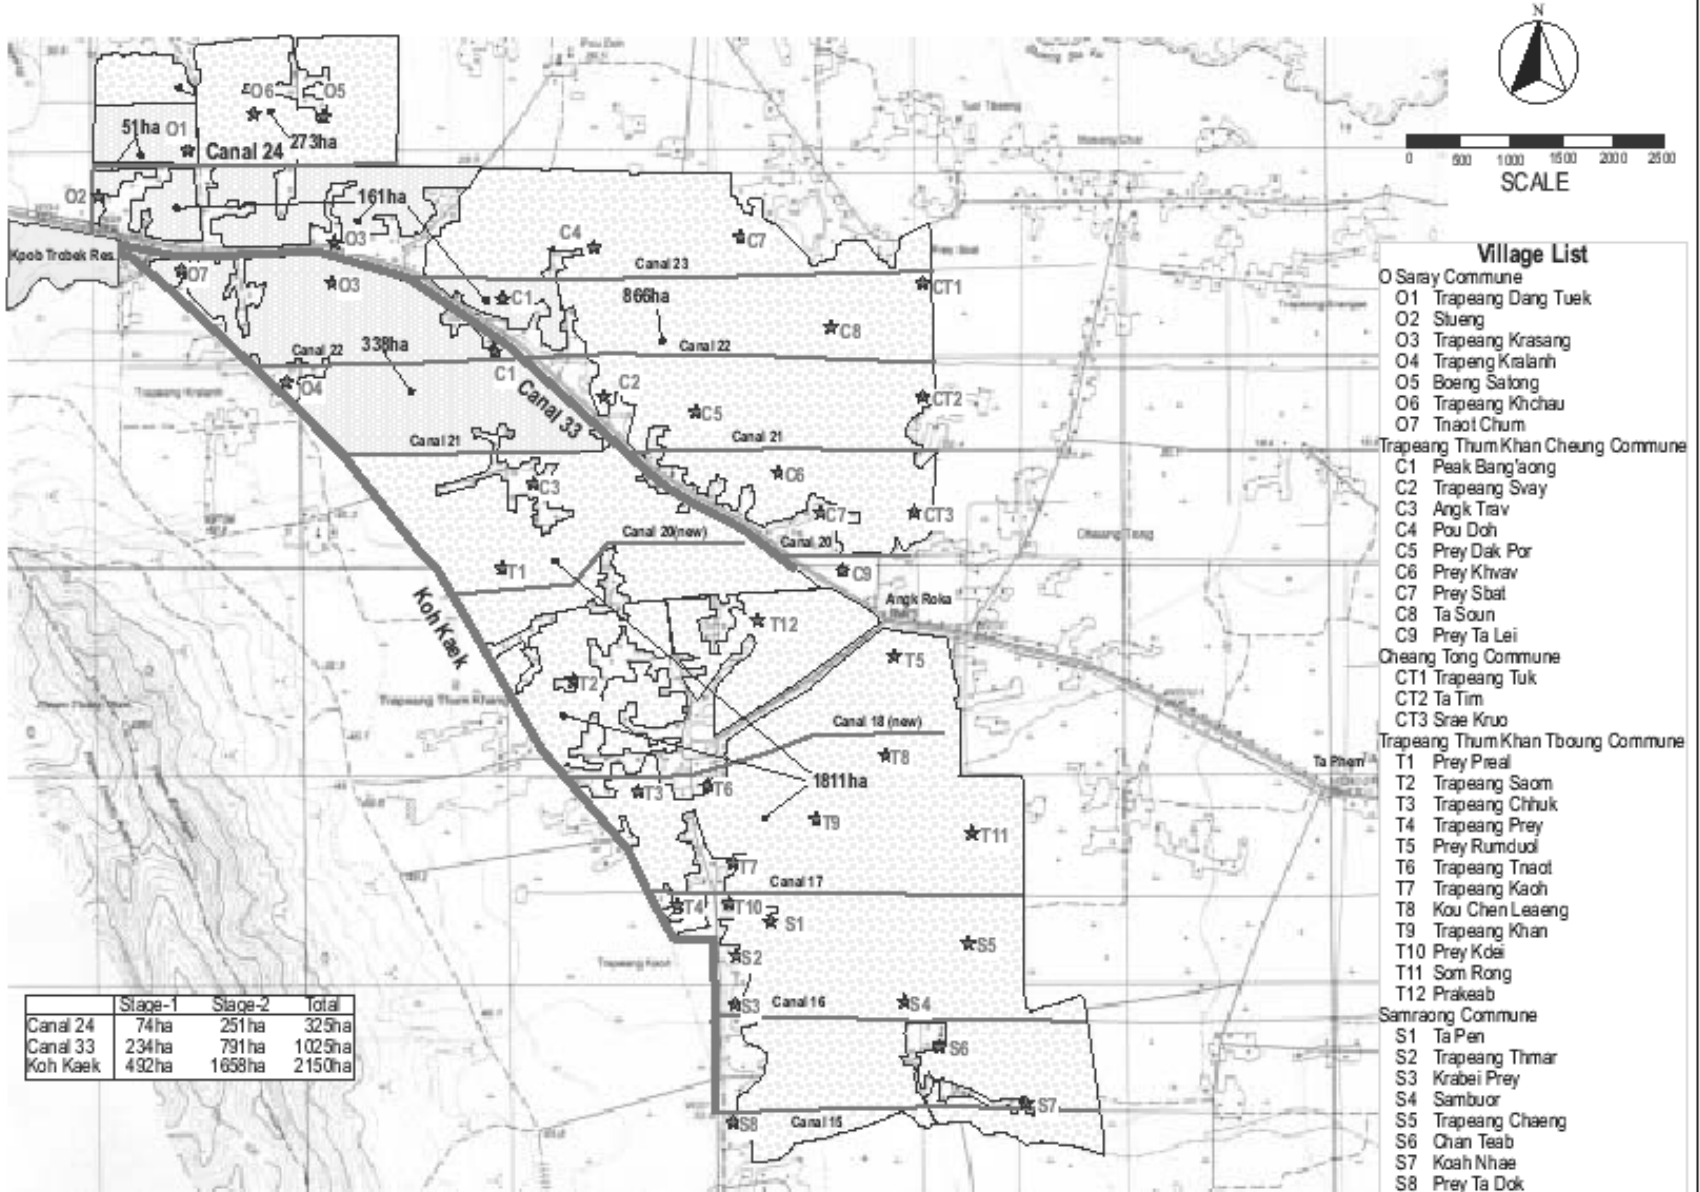 N
0 500 1000 1500 2000 2500
SCALE
Pou Doh
O6 O5
51ha O1
273ha
Canal 24
O2
161ha
O3
C4
C7
Kpob Trobek Res.
O7
O3
Canal 23
CT1
C1
866ha
C8
Canal 22
338ha
Canal 22
C1
O4
Trapeang Kralanh
C2
C5
CT2
Canal 33
Canal 21
Canal 21
C6
C3
C7
CT3
Canal 20(new)
Canal 20
Cheang Tong
T1
C9
Koh Kaek
Angk Roka
T12
T5
T2
Trapeang Thum Khang
Canal 18 (new)
T8
Ta Phem
T3
T6
1811ha
T9
T11
T7
Canal 17
T4
T10
S1
S5
S2
Trapeang Kaoh
S3
Canal 16
S4
S6
S7
S8
Canal 15
Stage-1 Stage-2 Total
Canal 24 74ha 251ha 325ha
Canal 33 234ha 791ha 1025ha
Koh Kaek 492ha 1658ha 2150ha
Village List
O Saray Commune
O1 Trapeang Dang Tuek
O2 Stueng
O3 Trapeang Krasang
O4 Trapeng Kralanh
O5 Boeng Satong
O6 Trapeang Khchau
O7 Tnaot Chum
Trapeang Thum Khan Cheung Commune
C1 Peak Bang'aong
C2 Trapeang Svay
C3 Angk Trav
C4 Pou Doh
C5 Prey Dak Por
C6 Prey Khvav
C7 Prey Sbat
C8 Ta Soun
C9 Prey Ta Lei
Cheang Tong Commune
CT1 Trapeang Tuk
CT2 Ta Tim
CT3 Srae Kruo
Trapeang Thum Khan Tboung Commune
T1 Prey Preal
T2 Trapeang Saom
T3 Trapeang Chhuk
T4 Trapeang Prey
T5 Prey Rumduol
T6 Trapeang Tnaot
T7 Trapeang Kaoh
T8 Kou Chen Leaeng
T9 Trapeang Khan
T10 Prey Kdei
T11 Som Rong
T12 Prakeab
Samraong Commune
S1 Ta Pen
S2 Trapeang Thmar
S3 Krabei Prey
S4 Sambuor
S5 Trapeang Chaeng
S6 Chan Teab
S7 Koah Nhae
S8 Prey Ta Dok